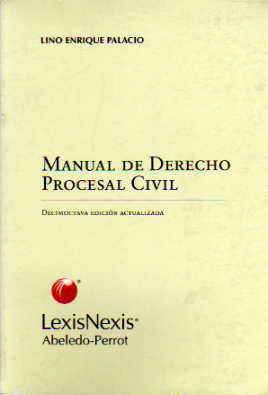 LINO ENRIQUE PALACIO
MANUAL DE DERECHO
PROCESAL CIVIL
DECIMOCTAVA EDICIÓN ACTUALIZADA
LexisNexis®
Abeledo-Perrot